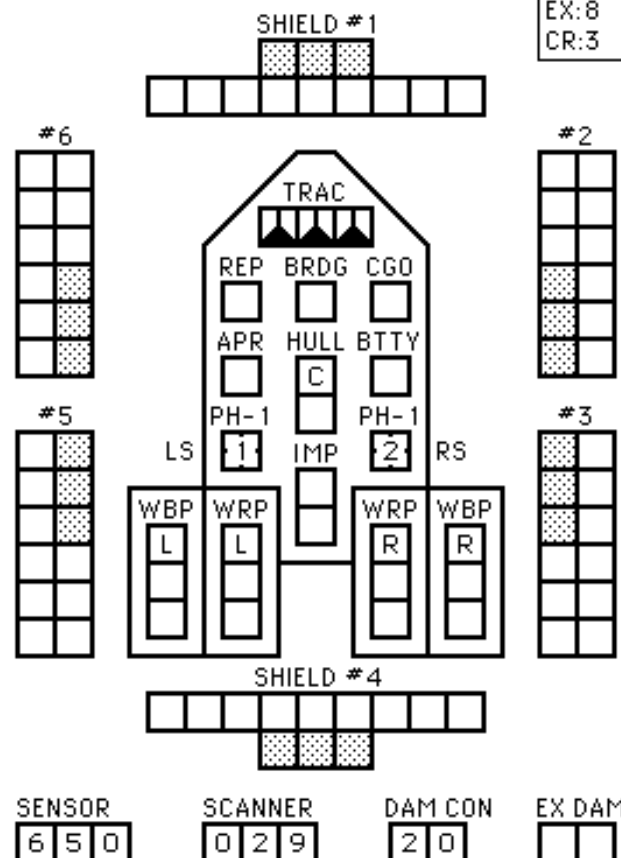 EX:8
CR:3
SHIELD #1
#6
#2
TRAC
REP BRDG CGO
APR HULL BTTY
C
#5
#3
PH-1 PH-1
LS 1 IMP 2 RS
WBP WRP WRP WBP
L L R R
SHIELD #4
SENSOR SCANNER DAM CON EX DAM
6 5 0 0 2 9 2 0